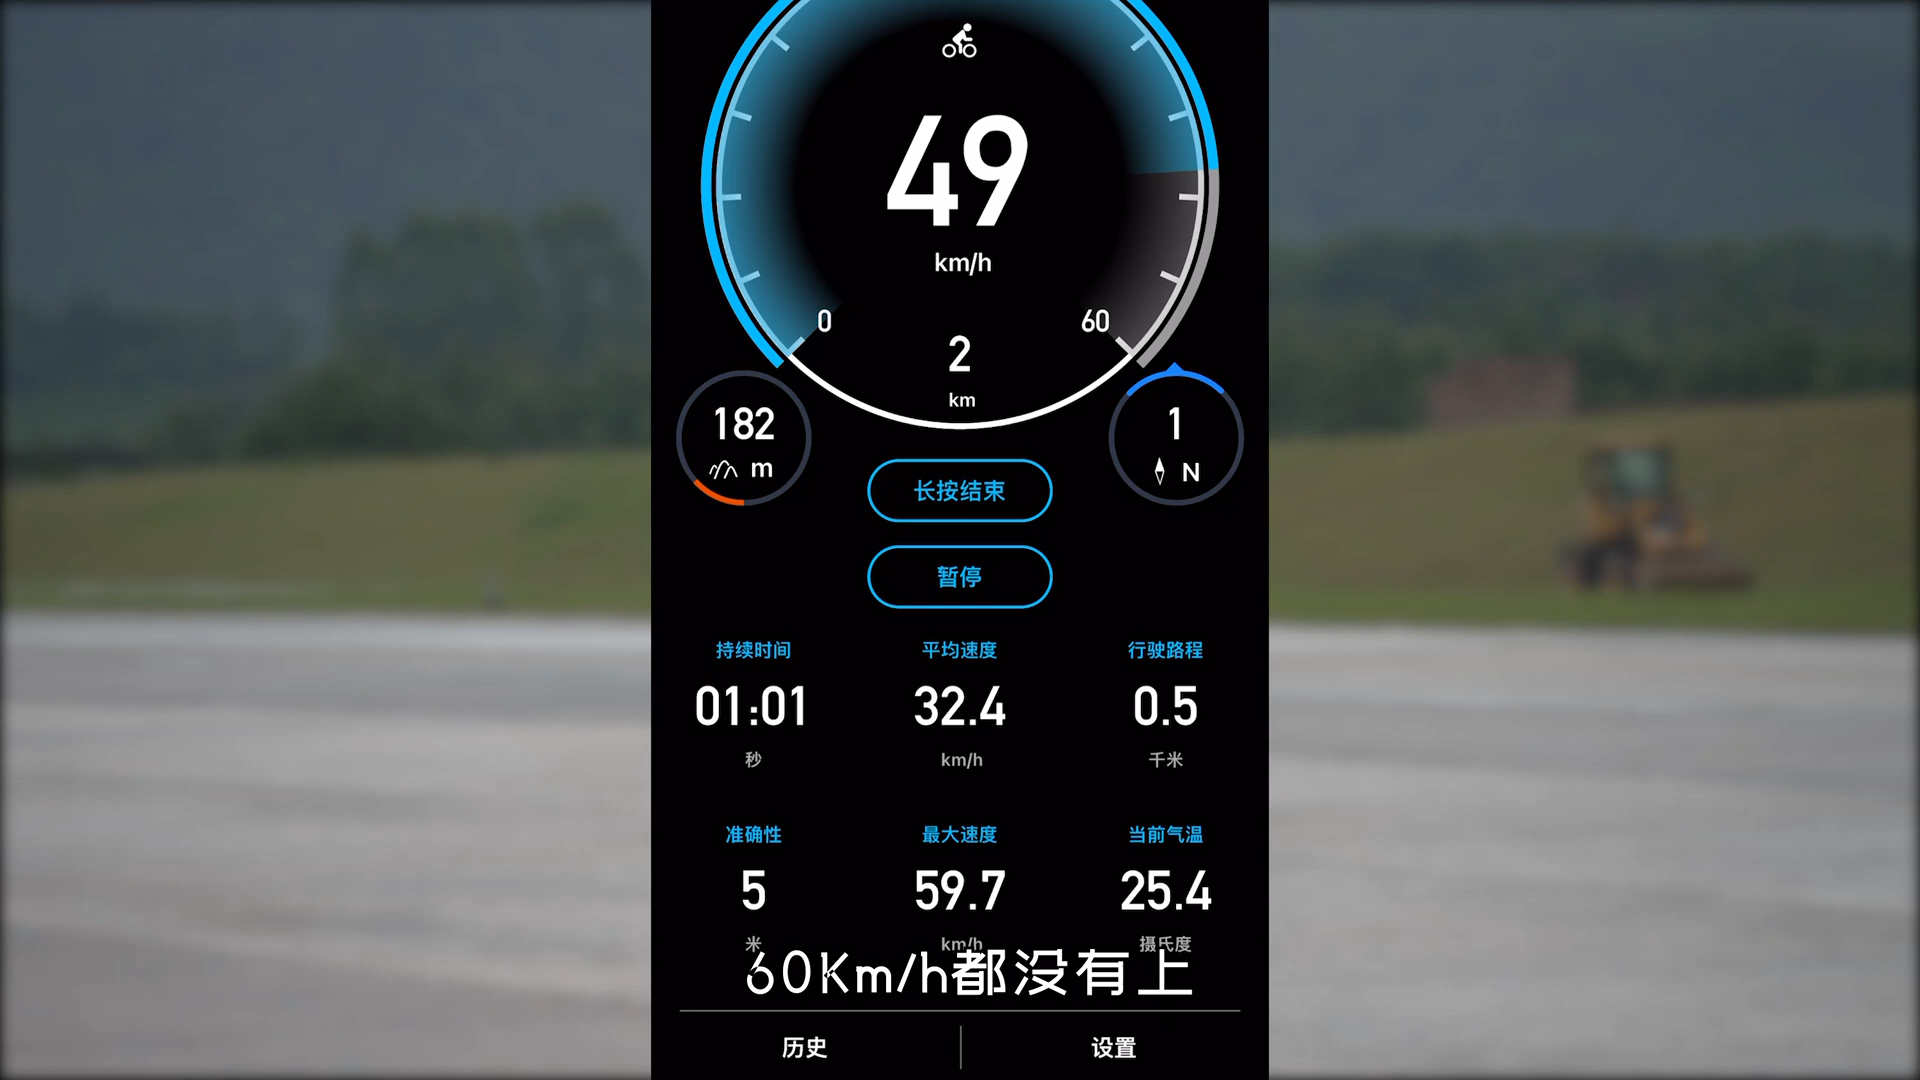 49
km/h
0
60
2
km
182
m
1
N
长按结束
暂停
持续时间
平均速度
行驶路程
01:01
32.4
0.5
秒
km/h
千米
准确性
最大速度
当前气温
5
59.7
25.4
米
km/h
摄氏度
60Km/h都没有上
历史
设置